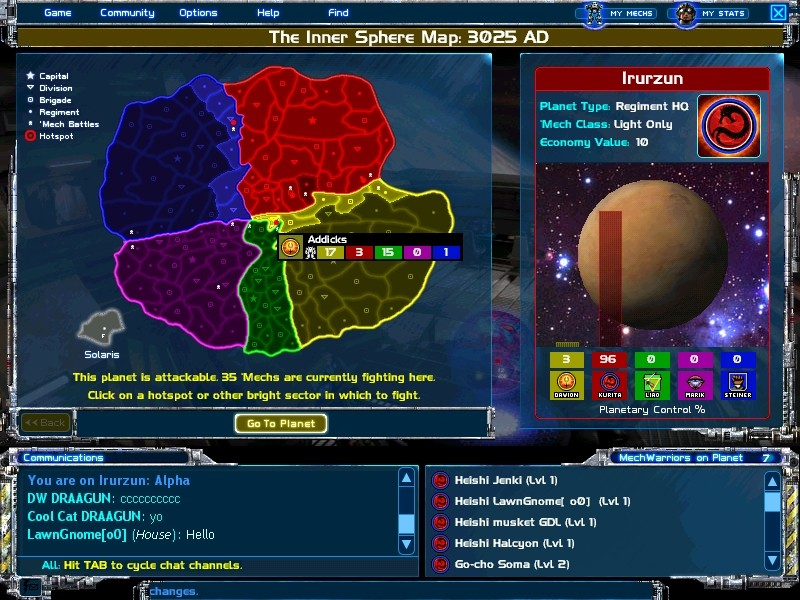 Game Community Options Help Find MY MECHS MY STATS
The Inner Sphere Map: 3025 AD
Capital
Division
Brigade
Regiment
'Mech Battles
Hotspot
Addicks
17 3 15 0 1
Solaris
This planet is attackable. 35 'Mechs are currently fighting here.
Click on a hotspot or other bright sector in which to fight.
<< Back
Go To Planet
Irurzun
Planet Type: Regiment HQ
'Mech Class: Light Only
Economy Value: 10
3 96 0 0 0
DAVION KURITA LIAO MARIK STEINER
Planetary Control %
Communications
You are on Irurzun: Alpha
DW DRAAGUN: cccccccccc
Cool Cat DRAAGUN: yo
LawnGnome[o0] (House): Hello
All: Hit TAB to cycle chat channels.
MechWarriors on Planet 7
Heishi Jenki (Lvl 1)
Heishi LawnGnome[ o0] (Lvl 1)
Heishi musket GDL (Lvl 1)
Heishi Halcyon (Lvl 1)
Go-cho Soma (Lvl 2)
changes.